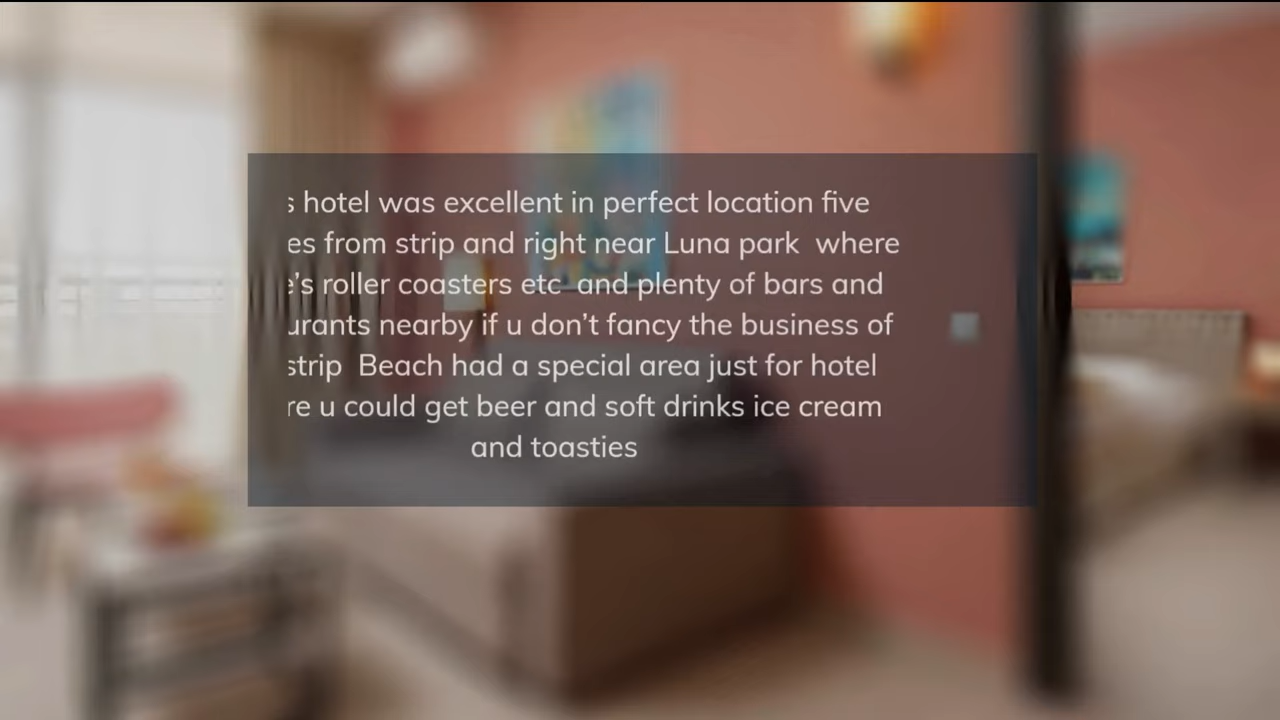 hotel was excellent in perfect location five
from strip and right near Luna park where
roller coasters etc and plenty of bars and
nearby if u don't fancy the business of
strip Beach had a special area just for hotel
u could get beer and soft drinks ice cream
and toasties